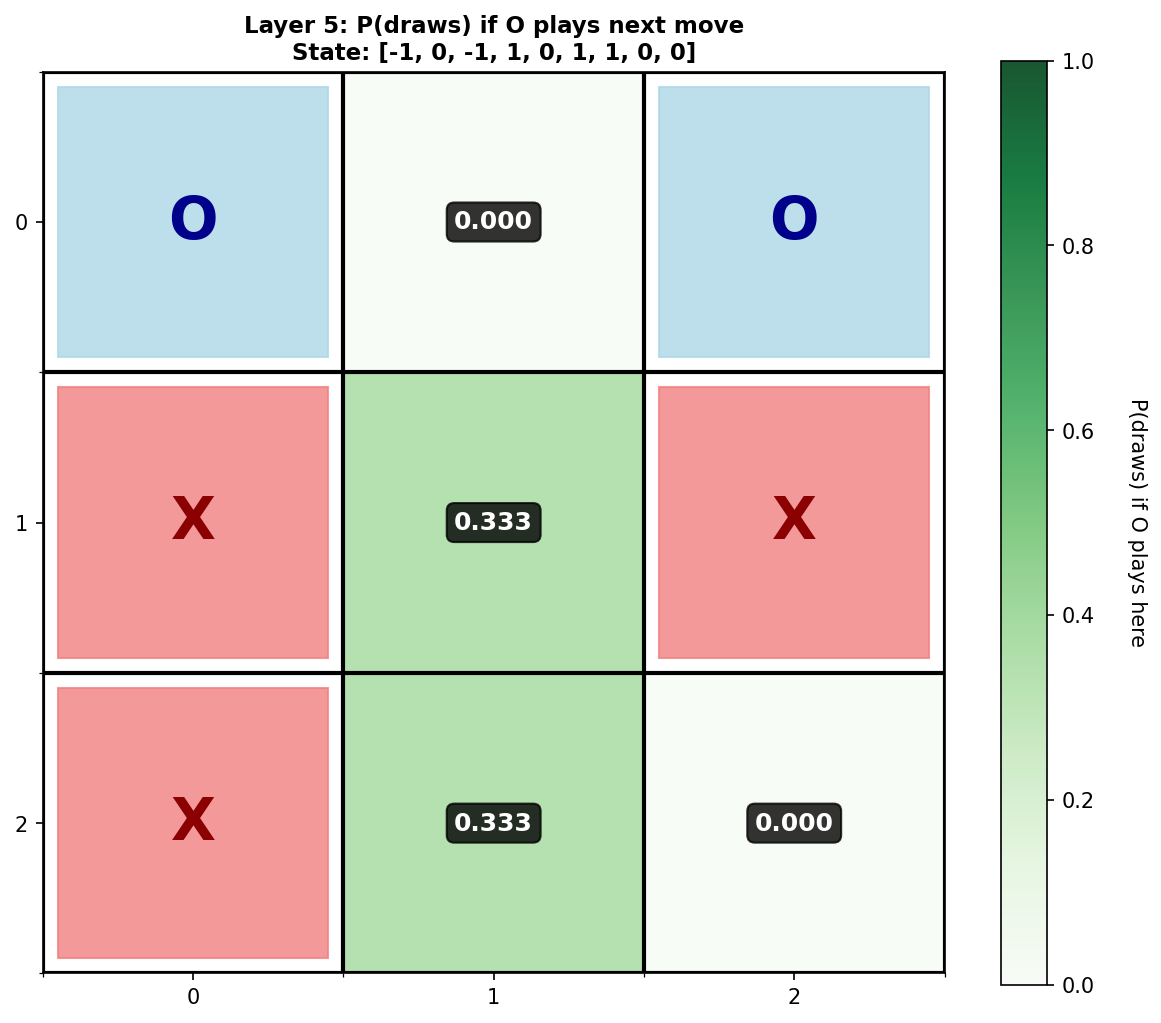 Layer 5: P(draws) if O plays next move
State: [-1, 0, -1, 1, 0, 1, 1, 0, 0]
0
O
0.000
O
1
X
0.333
X
2
X
0.333
0.000
0
1
2
1.0
0.8
0.6
0.4
0.2
0.0
P(draws) if O plays here